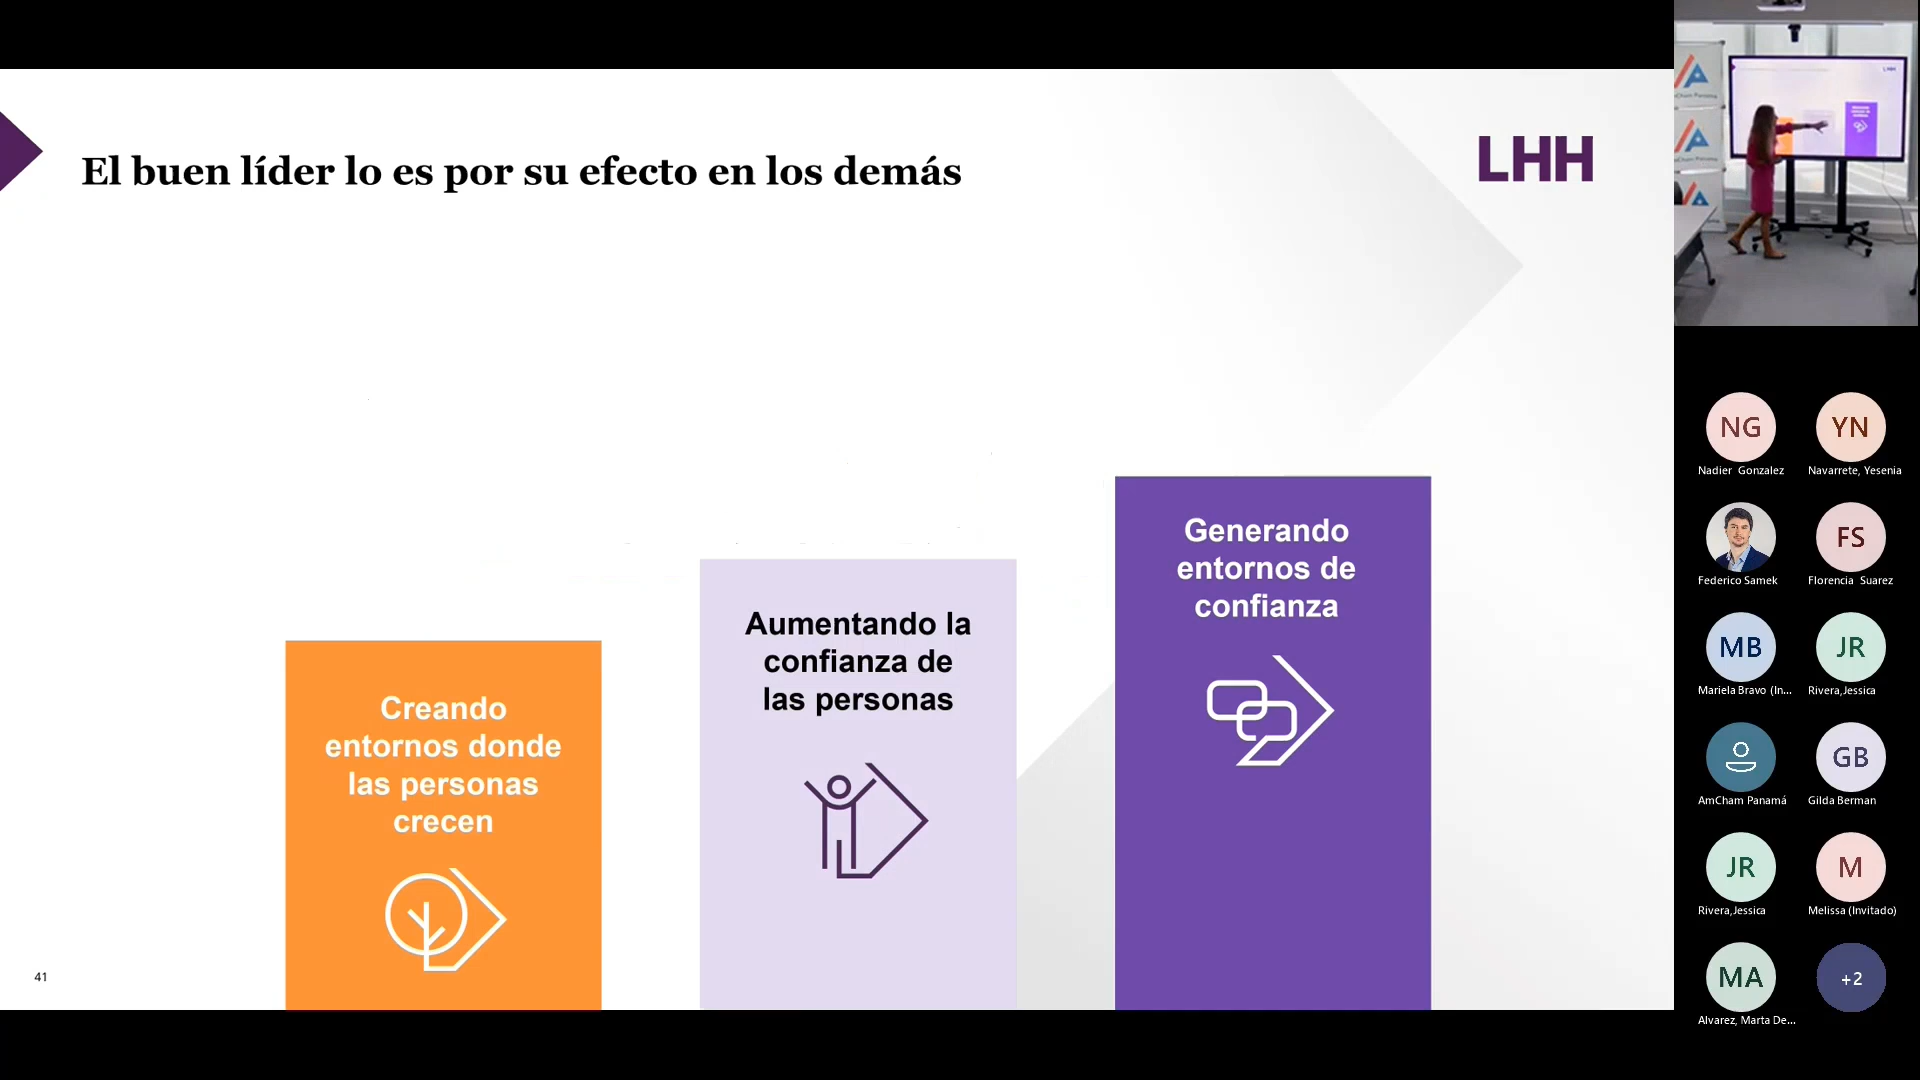 El buen líder lo es por su efecto en los demás
LHH
Creando
entornos donde
las personas
crecen
Aumentando la
confianza de
las personas
Generando
entornos de
confianza
41
NG
Nadier Gonzalez
YN
Navarrete, Yesenia
Federico Samek
FS
Florencia Suarez
MB
Mariela Bravo (In...
JR
Rivera,Jessica
AmCham Panamá
GB
Gilda Berman
JR
Rivera,Jessica
M
Melissa (Invitado)
MA
Alvarez, Marta De...
+2